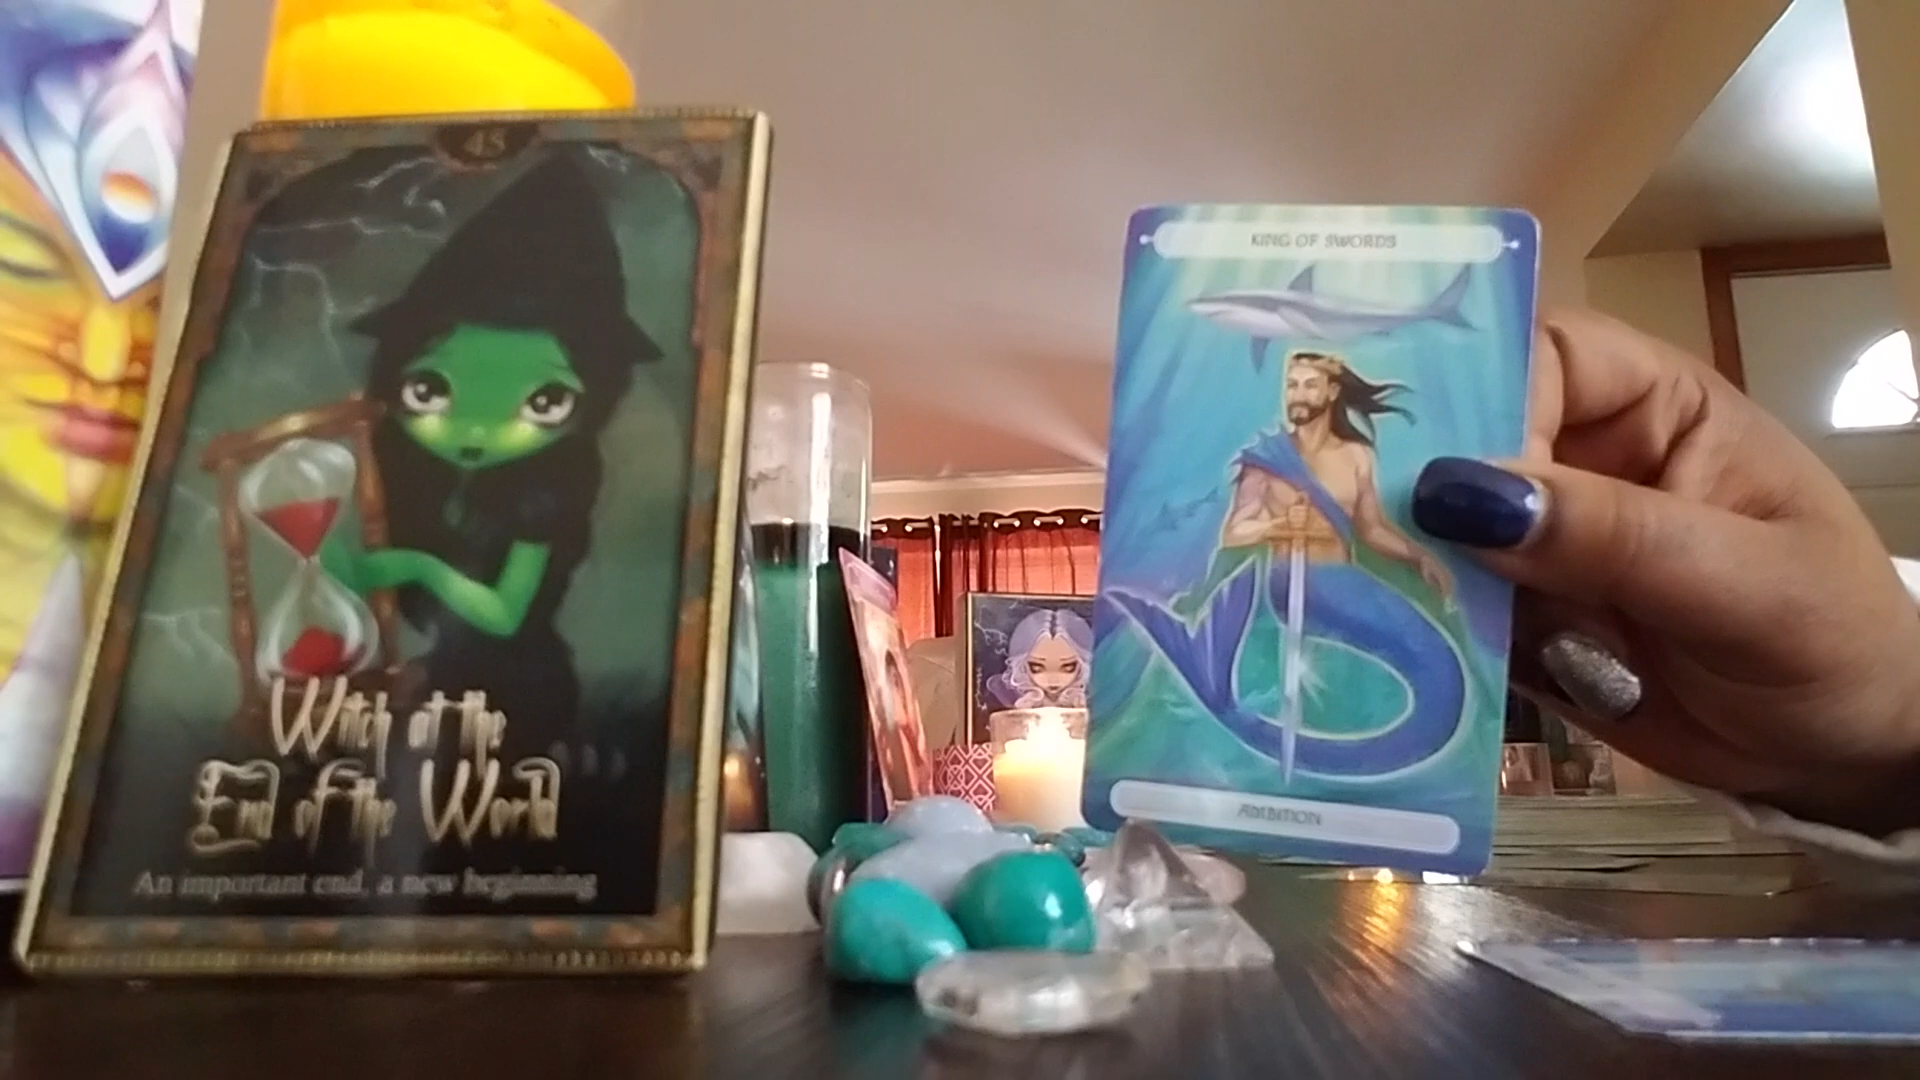 45
Witch at the
End of the World
An important end, a new beginning
KING OF SWORDS
AMBITION